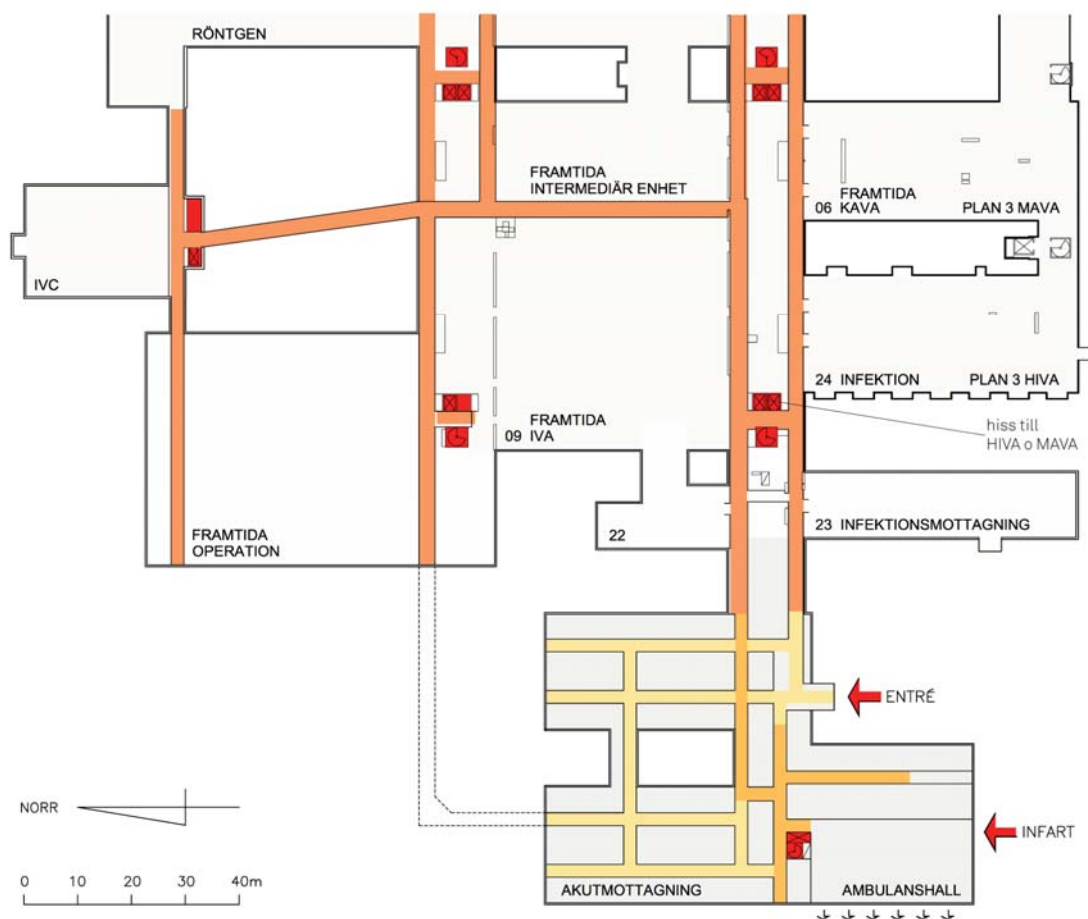 RÖNTGEN
FRAMTIDA
INTERMEDIÄR ENHET
06 FRAMTIDA
KAVA
PLAN 3 MAVA
IVC
24 INFEKTION
PLAN 3 HIVA
09 FRAMTIDA
IVA
hiss till
HIVA o MAVA
FRAMTIDA
OPERATION
22
23 INFEKTIONSMOTTAGNING
ENTRÉ
NORR
INFART
0 10 20 30 40m
AKUTMOTTAGNING
AMBULANSHALL